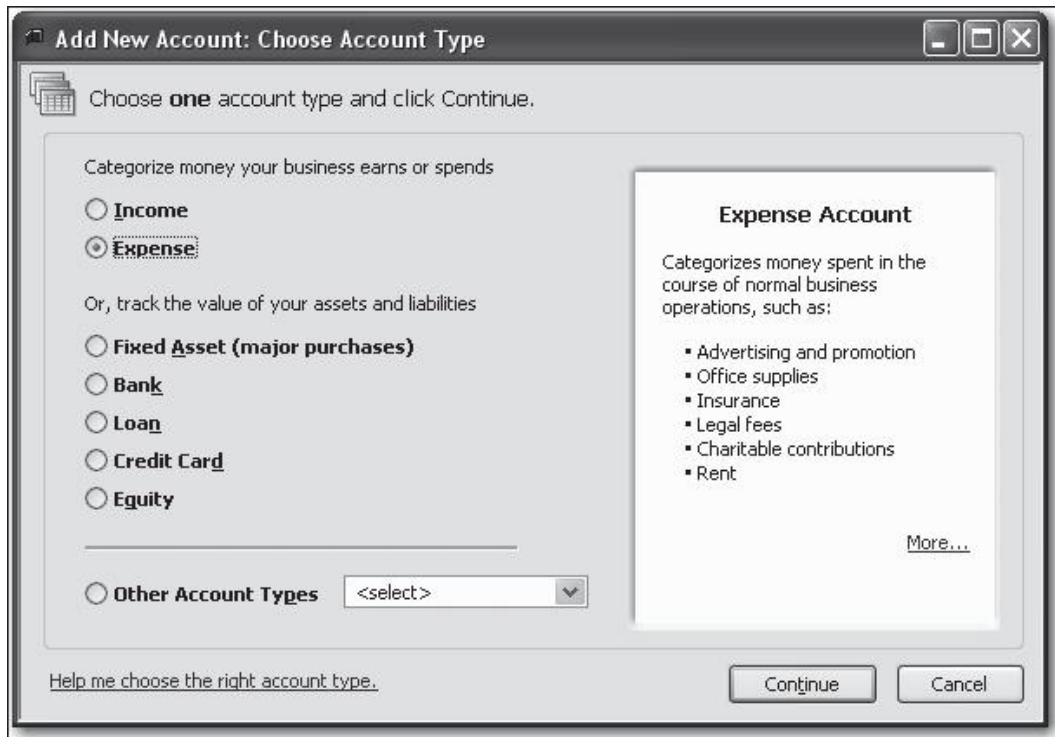 Add New Account: Choose Account Type
Choose one account type and click Continue.
Categorize money your business earns or spends
Income
Expense
Or, track the value of your assets and liabilities
Fixed Asset (major purchases)
Bank
Loan
Credit Card
Equity
Other Account Types <select>
Expense Account
Categorizes money spent in the
course of normal business
operations, such as:
▪ Advertising and promotion
▪ Office supplies
▪ Insurance
▪ Legal fees
▪ Charitable contributions
▪ Rent
More...
Help me choose the right account type.
Continue
Cancel